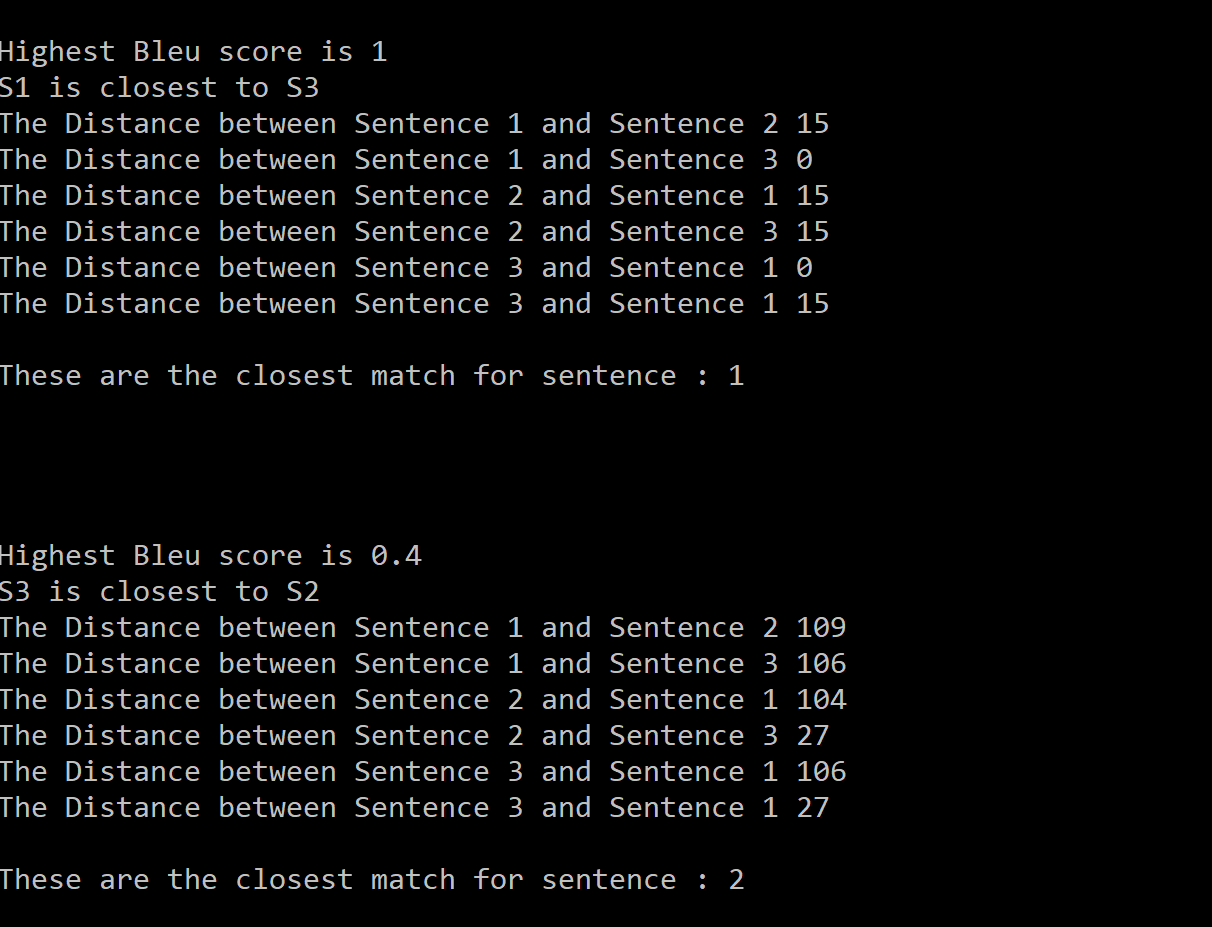 Highest Bleu score is 1
S1 is closest to S3
The Distance between Sentence 1 and Sentence 2 15
The Distance between Sentence 1 and Sentence 3 0
The Distance between Sentence 2 and Sentence 1 15
The Distance between Sentence 2 and Sentence 3 15
The Distance between Sentence 3 and Sentence 1 0
The Distance between Sentence 3 and Sentence 1 15
These are the closest match for sentence : 1
Highest Bleu score is 0.4
S3 is closest to S2
The Distance between Sentence 1 and Sentence 2 109
The Distance between Sentence 1 and Sentence 3 106
The Distance between Sentence 2 and Sentence 1 104
The Distance between Sentence 2 and Sentence 3 27
The Distance between Sentence 3 and Sentence 1 106
The Distance between Sentence 3 and Sentence 1 27
These are the closest match for sentence : 2